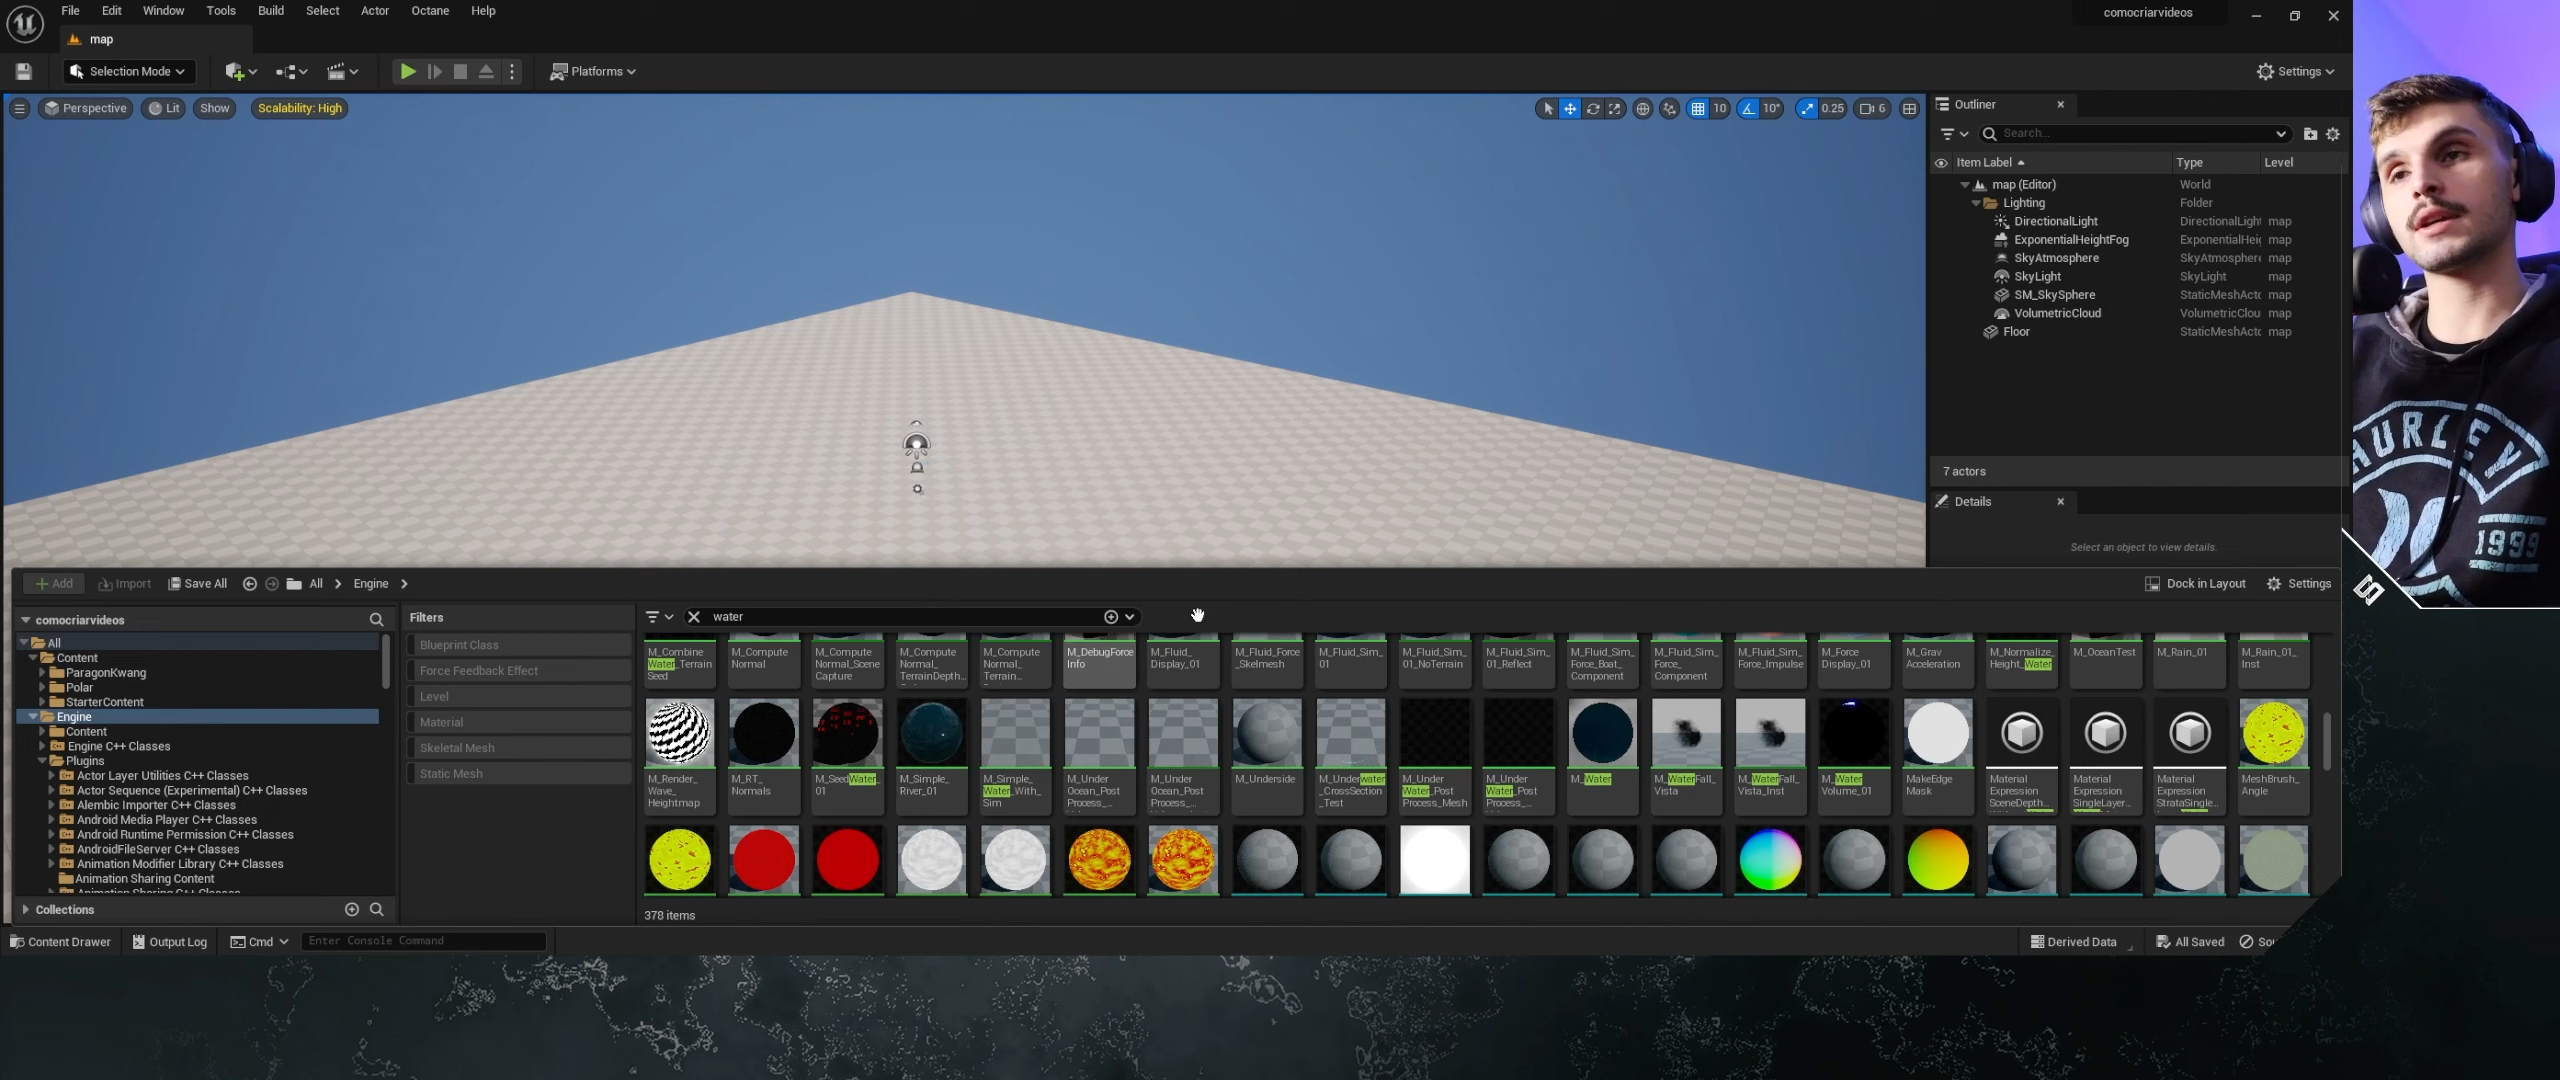 File Edit Window Tools Build Select Actor Octane Help
comocriarvideos
map
Selection Mode
Platforms
Settings
Perspective
Lit
Show
Scalability: High
10
10°
0.25
6
Outliner
Search...
Item Label
Type
Level
map (Editor) World
Lighting Folder
DirectionalLight DirectionalLight map
ExponentialHeightFog ExponentialHeig map
SkyAtmosphere SkyAtmosphere map
SkyLight SkyLight map
SM_SkySphere StaticMeshActo map
VolumetricCloud VolumetricClou map
Floor StaticMeshActo map
7 actors
Details
Select an object to view details.
Add
Import
Save All
All
Engine
Dock in Layout
Settings
comocriarvideos
All
Content
ParagonKwang
Polar
StarterContent
Engine
Content
Engine C++ Classes
Plugins
Actor Layer Utilities C++ Classes
Actor Sequence (Experimental) C++ Classes
Alembic Importer C++ Classes
Android Media Player C++ Classes
Android Runtime Permission C++ Classes
AndroidFileServer C++ Classes
Animation Modifier Library C++ Classes
Animation Sharing Content
Animation Sharing C++ Classes
Collections
Filters
Blueprint Class
Force Feedback Effect
Level
Material
Skeletal Mesh
Static Mesh
water
M_Combine
Water_Terrain
Seed
M_Compute
Normal
M_Compute
Normal_Scene
Capture
M_Compute
Normal_
TerrainDepth...
M_Compute
Normal_
Terrain...
M_DebugForce
Info
M_Fluid_
Display_01
M_Fluid_Force
_Skelmesh
M_Fluid_Sim_
01
M_Fluid_Sim_
01_NoTerrain
M_Fluid_Sim_
01_Reflect
M_Fluid_Sim_
Force_Boat_
Component
M_Fluid_Sim_
Force_
Component
M_Fluid_Sim_
Force_Impulse
M_Force
Display_01
M_Grav
Acceleration
M_Normalize_
Height_Water
M_OceanTest
M_Rain_01
M_Rain_01_
Inst
M_Render_
Wave_
Heightmap
M_RT_
Normals
M_SeedWater_
01
M_Simple_
River_01
M_Simple_
Water_With_
Sim
M_Under
Ocean_Post
Process_...
M_Under
Ocean_Post
Process_...
M_Underside
M_Underwater
_CrossSection
_Test
M_Under
Water_Post
Process_Mesh
M_Under
Water_Post
Process_...
M_Water
M_WaterFall_
Vista
M_WaterFall_
Vista_Inst
M_Water
Volume_01
MakeEdge
Mask
Material
Expression
SceneDepth...
Material
Expression
SingleLayer...
Material
Expression
StrataSingle...
MeshBrush_
Angle
378 items
Content Drawer
Output Log
Cmd
Enter Console Command
Derived Data
All Saved
Sou
HURLEY
1999